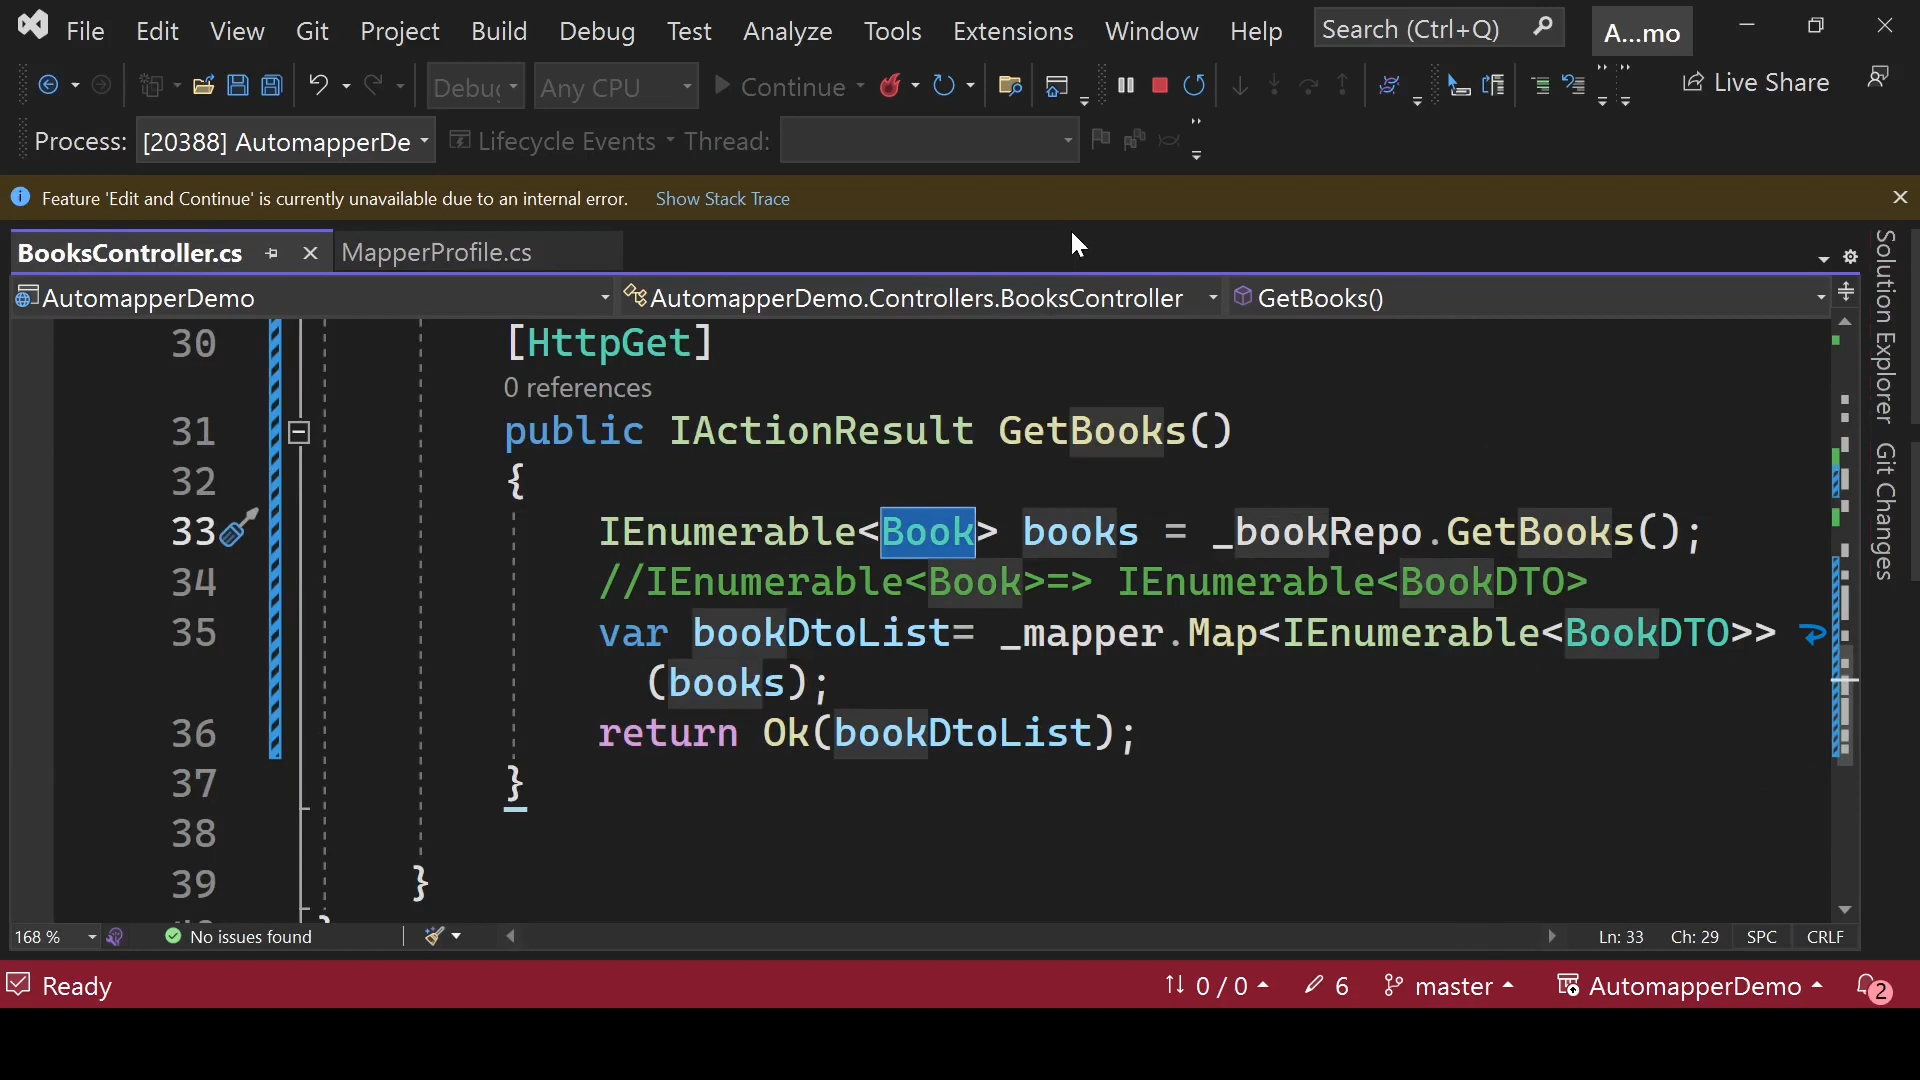 File Edit View Git Project Build Debug Test Analyze Tools Extensions Window Help Search (Ctrl+Q) A...mo
Debug Any CPU Continue Live Share
Process: [20388] AutomapperDe Lifecycle Events Thread:
Feature 'Edit and Continue' is currently unavailable due to an internal error. Show Stack Trace
BooksController.cs MapperProfile.cs
AutomapperDemo AutomapperDemo.Controllers.BooksController GetBooks()
30 [HttpGet]
0 references
31 public IActionResult GetBooks()
32 {
33 IEnumerable<Book> books = _bookRepo.GetBooks();
34 //IEnumerable<Book>=> IEnumerable<BookDTO>
35 var bookDtoList= _mapper.Map<IEnumerable<BookDTO>>
(books);
36 return Ok(bookDtoList);
37 }
38
39 }
168 % No issues found Ln: 33 Ch: 29 SPC CRLF
Ready 0 / 0 6 master AutomapperDemo 2
Solution Explorer
Git Changes